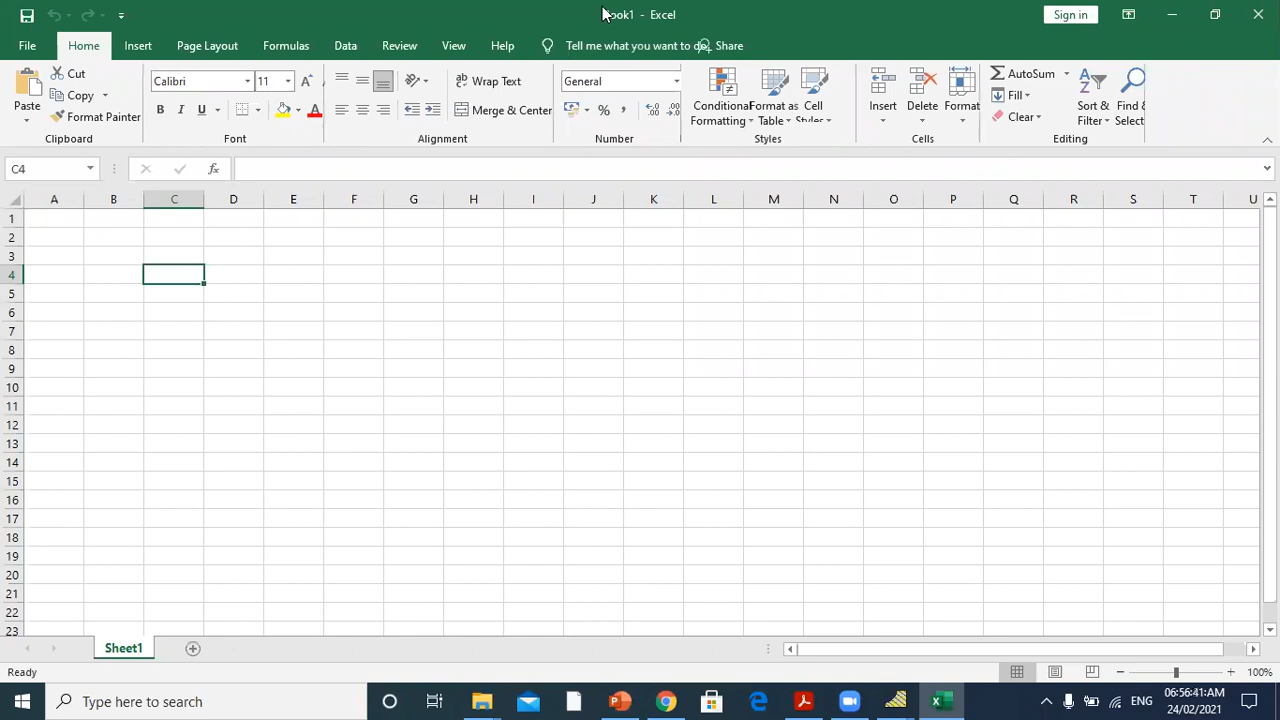 ook1 - Excel
Sign in
File Home Insert Page Layout Formulas Data Review View Help Tell me what you want to do Share
Paste
Cut
Copy
Format Painter
Clipboard
Calibri 11
B I U
Font
Wrap Text
Merge & Center
Alignment
General
%
Number
Conditional Formatting
Format as Table
Cell Styles
Styles
Insert Delete Format
Cells
AutoSum
Fill
Clear
Sort & Filter
Find & Select
Editing
C4
fx
A B C D E F G H I J K L M N O P Q R S T U
1
2
3
4
5
6
7
8
9
10
11
12
13
14
15
16
17
18
19
20
21
22
23
Sheet1
Ready
100%
Type here to search
ENG
06:56:41 AM
24/02/2021